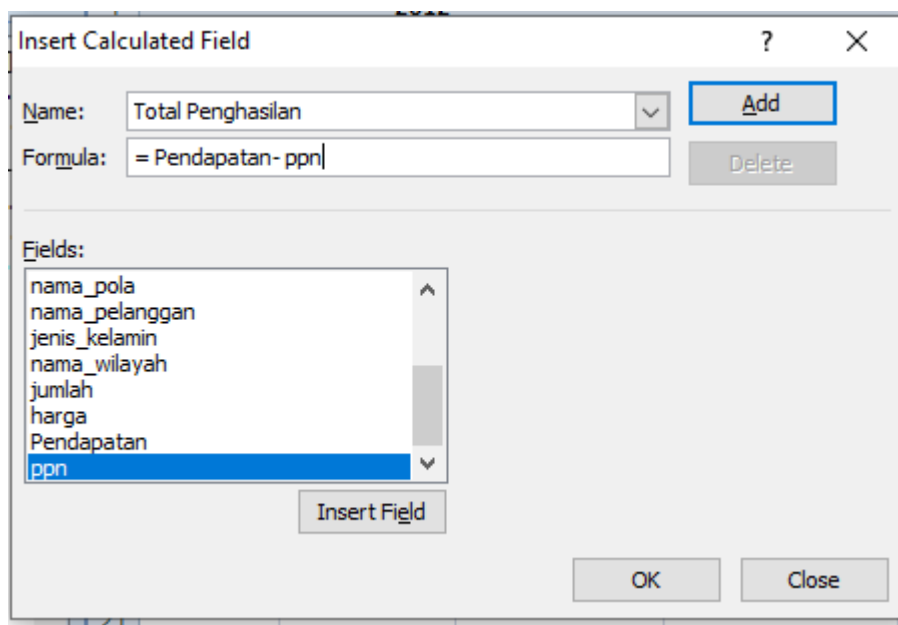 2012
Insert Calculated Field ? X
Name: Total Penghasilan Add
Formula: = Pendapatan- ppn Delete
Fields:
nama_pola
nama_pelanggan
jenis_kelamin
nama_wilayah
jumlah
harga
Pendapatan
ppn
Insert Field
OK Close